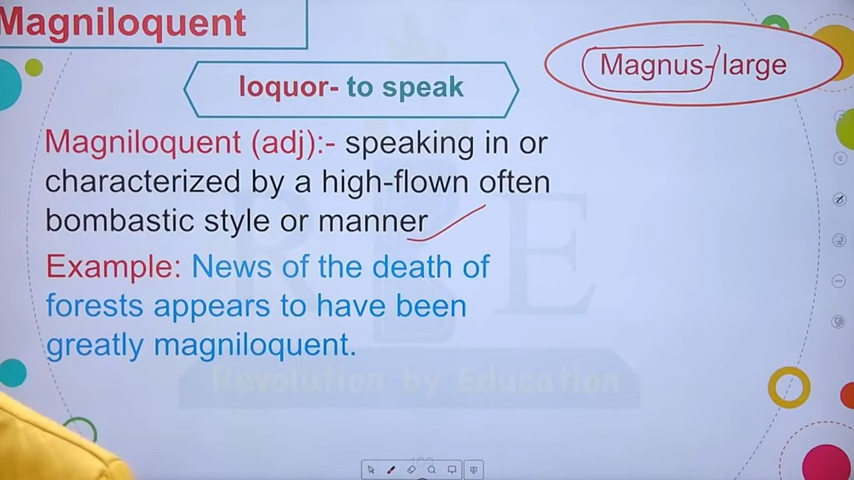 Magniloquent
Magnus- large
loquor- to speak
Magniloquent (adj):- speaking in or
characterized by a high-flown often
bombastic style or manner
Example: News of the death of
forests appears to have been
greatly magniloquent.
RBE
Revolution by Education